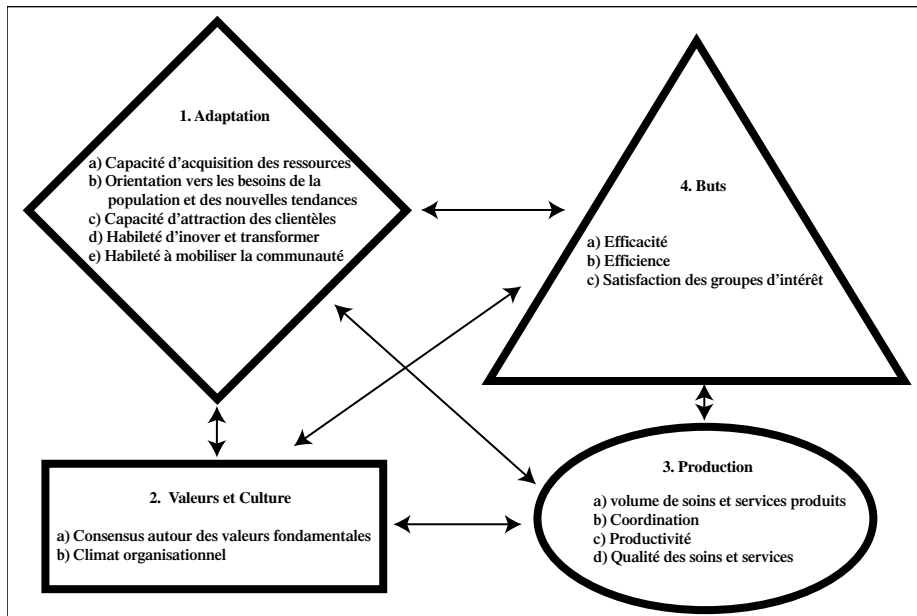 1. Adaptation
a) Capacité d'acquisition des ressources
b) Orientation vers les besoins de la
population et des nouvelles tendances
c) Capacité d'attraction des clientèles
d) Habileté d'inover et transformer
e) Habileté à mobiliser la communauté
4. Buts
a) Efficacité
b) Efficience
c) Satisfaction des groupes d'intérêt
2. Valeurs et Culture
a) Consensus autour des valeurs fondamentales
b) Climat organisationnel
3. Production
a) volume de soins et services produits
b) Coordination
c) Productivité
d) Qualité des soins et services